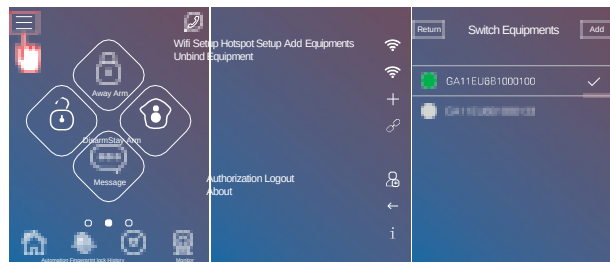 Away Arm
DisarmStay Arm
Message
Automation Fingerprint lock History
Monitor
Wifi Setup Hotspot Setup Add Equipments
Unbind Equipment
Authorization Logout
About
Return
Switch Equipments
Add
GA11EU6B1000100